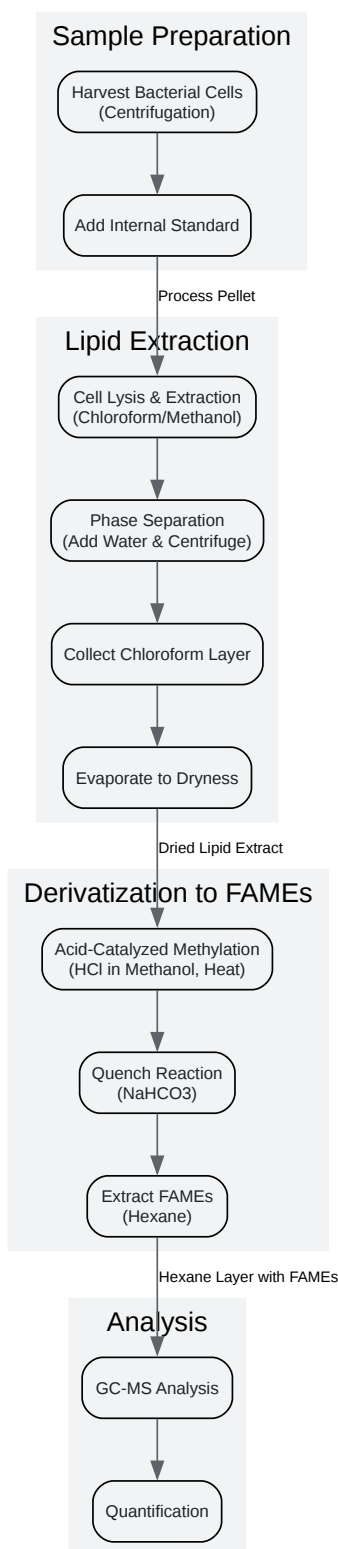 Sample Preparation
Harvest Bacterial Cells
(Centrifugation)
Add Internal Standard
Process Pellet
Lipid Extraction
Cell Lysis & Extraction
(Chloroform/Methanol)
Phase Separation
(Add Water & Centrifuge)
Collect Chloroform Layer
Evaporate to Dryness
Dried Lipid Extract
Derivatization to FAMEs
Acid-Catalyzed Methylation
(HCl in Methanol, Heat)
Quench Reaction
(NaHCO3)
Extract FAMEs
(Hexane)
Hexane Layer with FAMEs
Analysis
GC-MS Analysis
Quantification